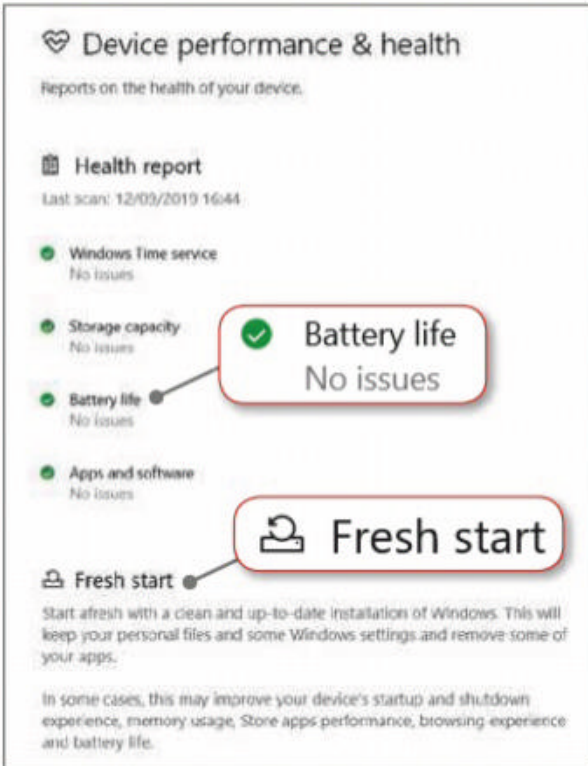 Device performance & health
Reports on the health of your device.
Health report
Last scan: 12/09/2019 16:44
Windows Time service
No issues
Storage capacity
No issues
Battery life
No issues
Battery life
No issues
Apps and software
No issues
Fresh start
Fresh start
Start afresh with a clean and up-to-date installation of Windows. This will
keep your personal files and some Windows settings and remove some of
your apps.
In some cases, this may improve your device's startup and shutdown
experience, memory usage, Store apps performance, browsing experience
and battery life.